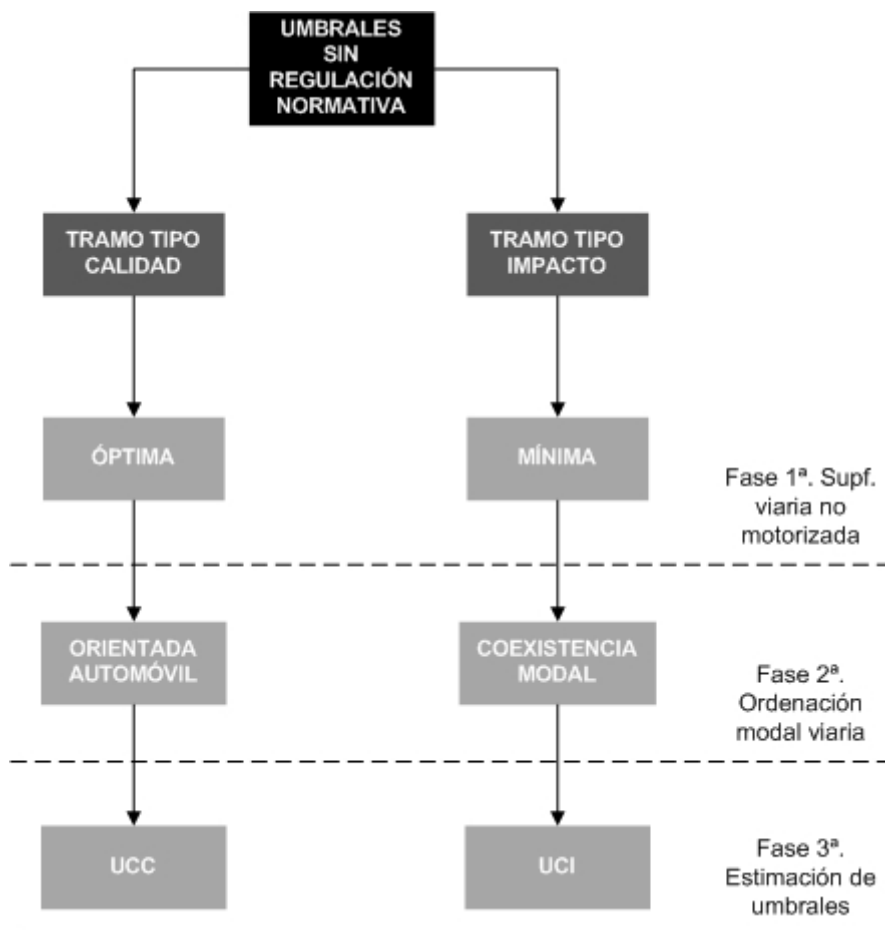 UMBRALES
SIN
REGULACIÓN
NORMATIVA
TRAMO TIPO
CALIDAD
TRAMO TIPO
IMPACTO
ÓPTIMA
MÍNIMA
Fase 1ª. Supf.
viaria no
motorizada
ORIENTADA
AUTOMÓVIL
COEXISTENCIA
MODAL
Fase 2ª.
Ordenación
modal viaria
UCC
UCI
Fase 3ª.
Estimación de
umbrales